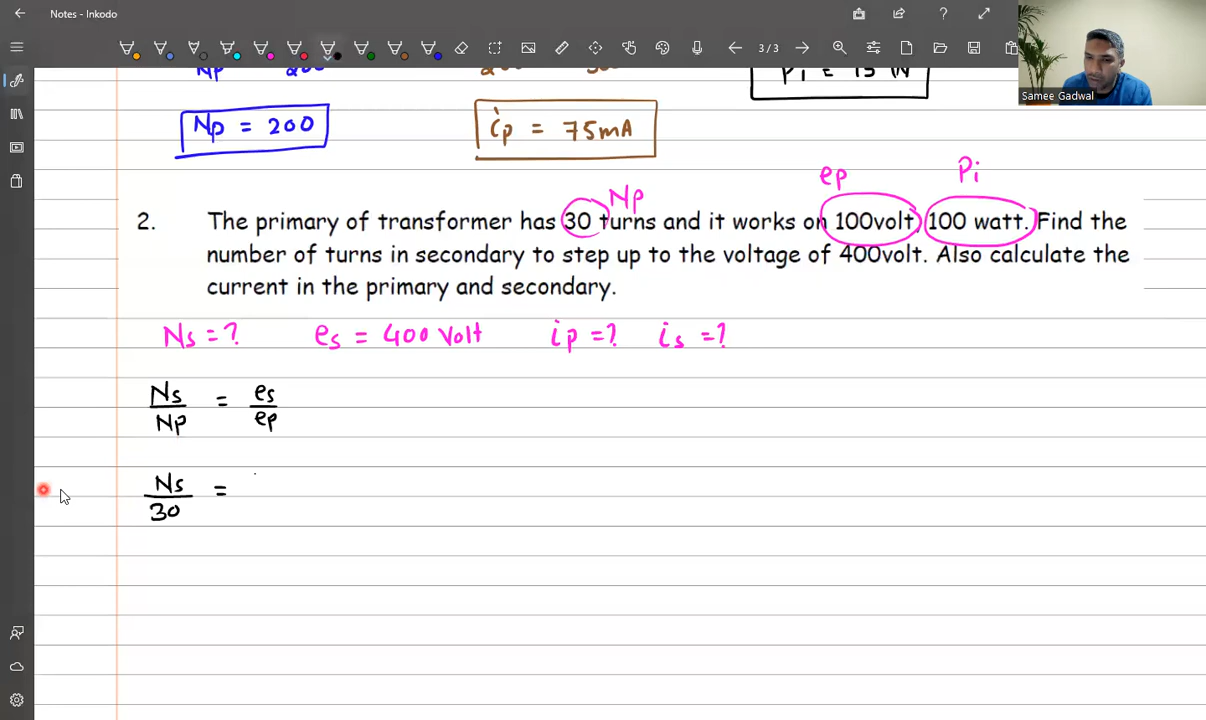 Notes - Inkodo
3/3
Samee Gadwal
Np = 200
ip = 75mA
Np
ep
Pi
2. The primary of transformer has 30 turns and it works on 100volt, 100 watt. Find the
number of turns in secondary to step up to the voltage of 400volt. Also calculate the
current in the primary and secondary.
Ns = ? es = 400 Volt ip = ? is = ?
Ns/Np = es/ep
Ns/30 =